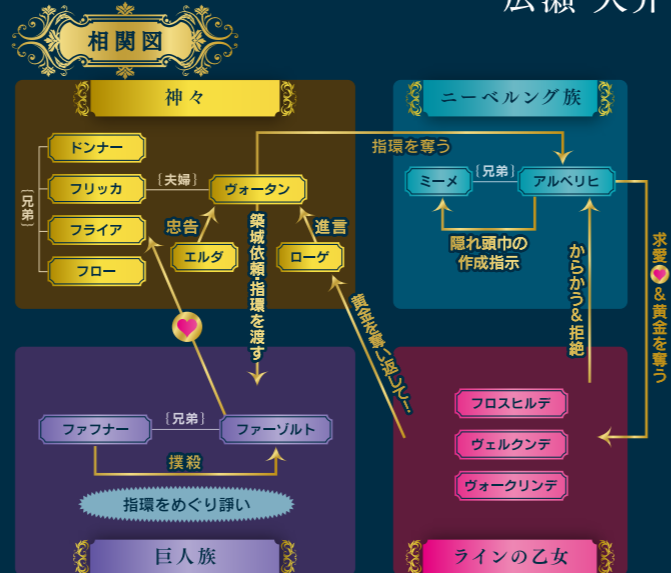 広瀬 大介
相関図
神々
ニーベルング族
ドンナー
フリッカ
フライア
フロー
〔兄弟〕
〔夫婦〕
ヴォータン
忠告
エルダ
進言
ローゲ
築城依頼・指環を渡す
指環を奪う
ミーメ
〔兄弟〕
アルベリヒ
隠れ頭巾の
作成指示
からかう&拒絶
求愛&黄金を奪う
黄金を奪い返して!
ファフナー
〔兄弟〕
ファーゾルト
撲殺
指環をめぐり諍い
巨人族
フロスヒルデ
ヴェルクンデ
ヴォークリンデ
ラインの乙女